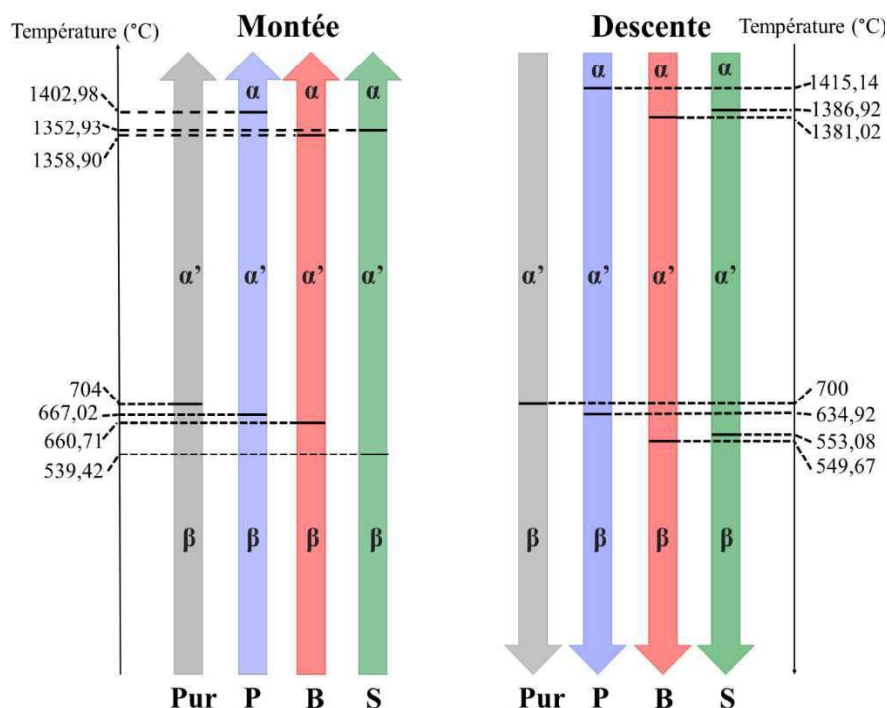 Température (°C)
Montée
1402,98
1352,93
1358,90
704
667,02
660,71
539,42
α α α
α’ α’ α’ α’
β β β β
Pur P B S
Descente
Température (°C)
α α α
α’ α’ α’ α’
β β β β
1415,14
1386,92
1381,02
700
634,92
553,08
549,67
Pur P B S